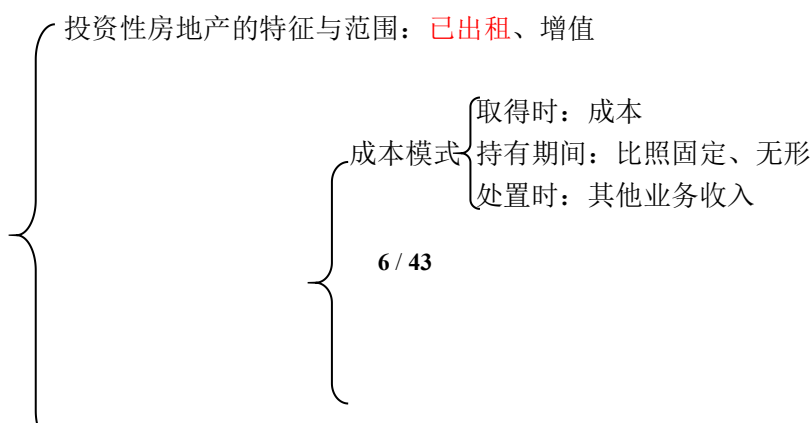 投资性房地产的特征与范围：已出租、增值
取得时：成本
成本模式
持有期间：比照固定、无形
处置时：其他业务收入
6 / 43